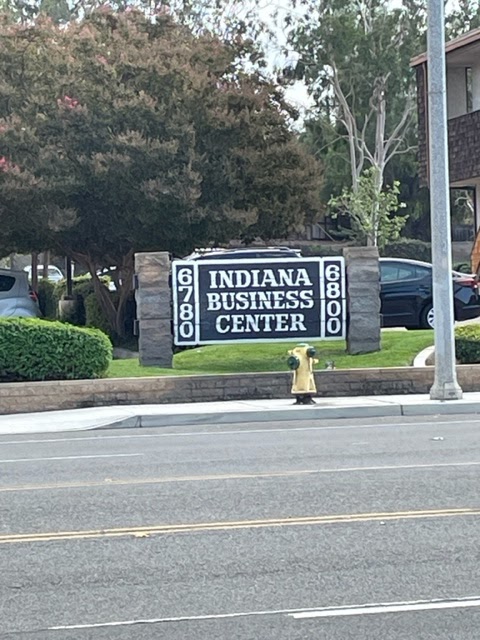 6780
INDIANA
BUSINESS
CENTER
6800